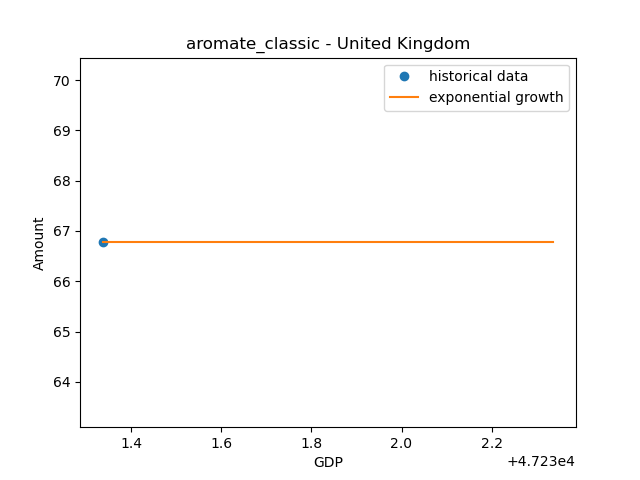 aromate_classic - United Kingdom
historical data
exponential growth
70
69
68
67
66
65
64
Amount
1.4
1.6
1.8
2.0
2.2
+4.723e4
GDP